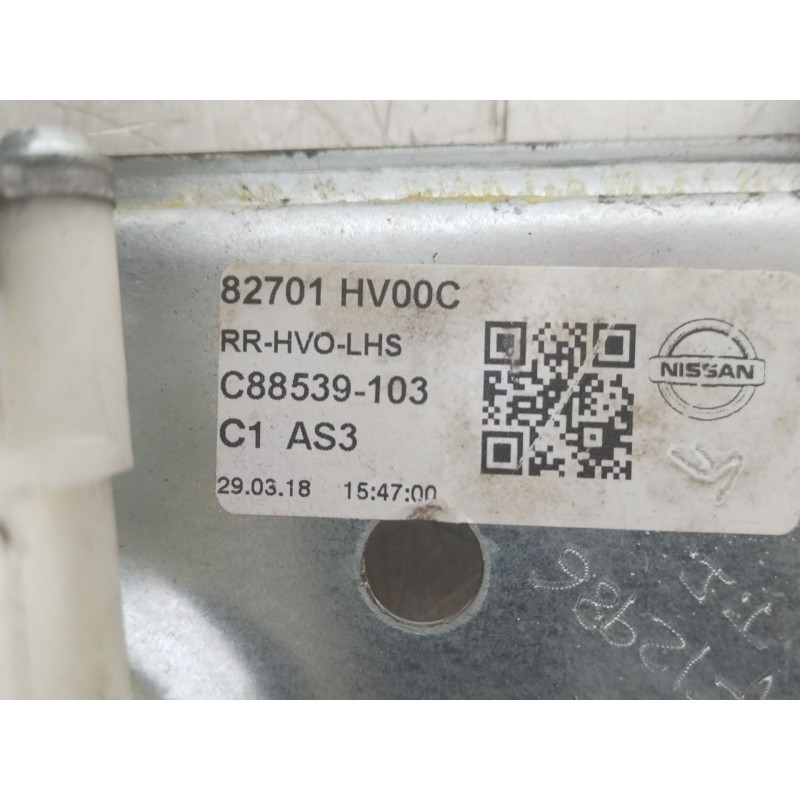 82701 HV00C
RR-HVO-LHS
C88539-103
C1 AS3
29.03.18 15:47:00
NISSAN